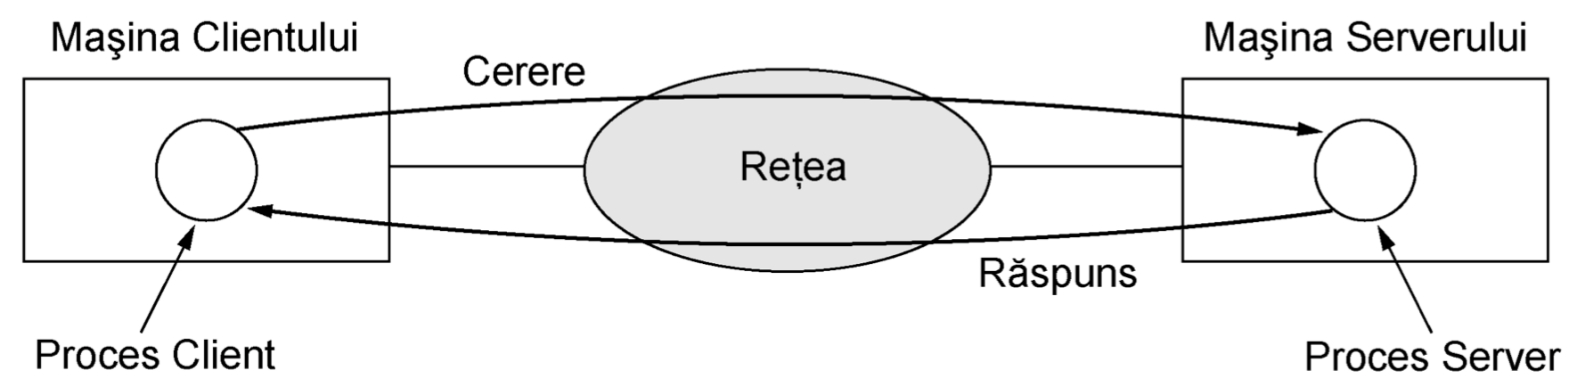 Maşina Clientului
Maşina Serverului
Cerere
Rețea
Răspuns
Proces Client
Proces Server